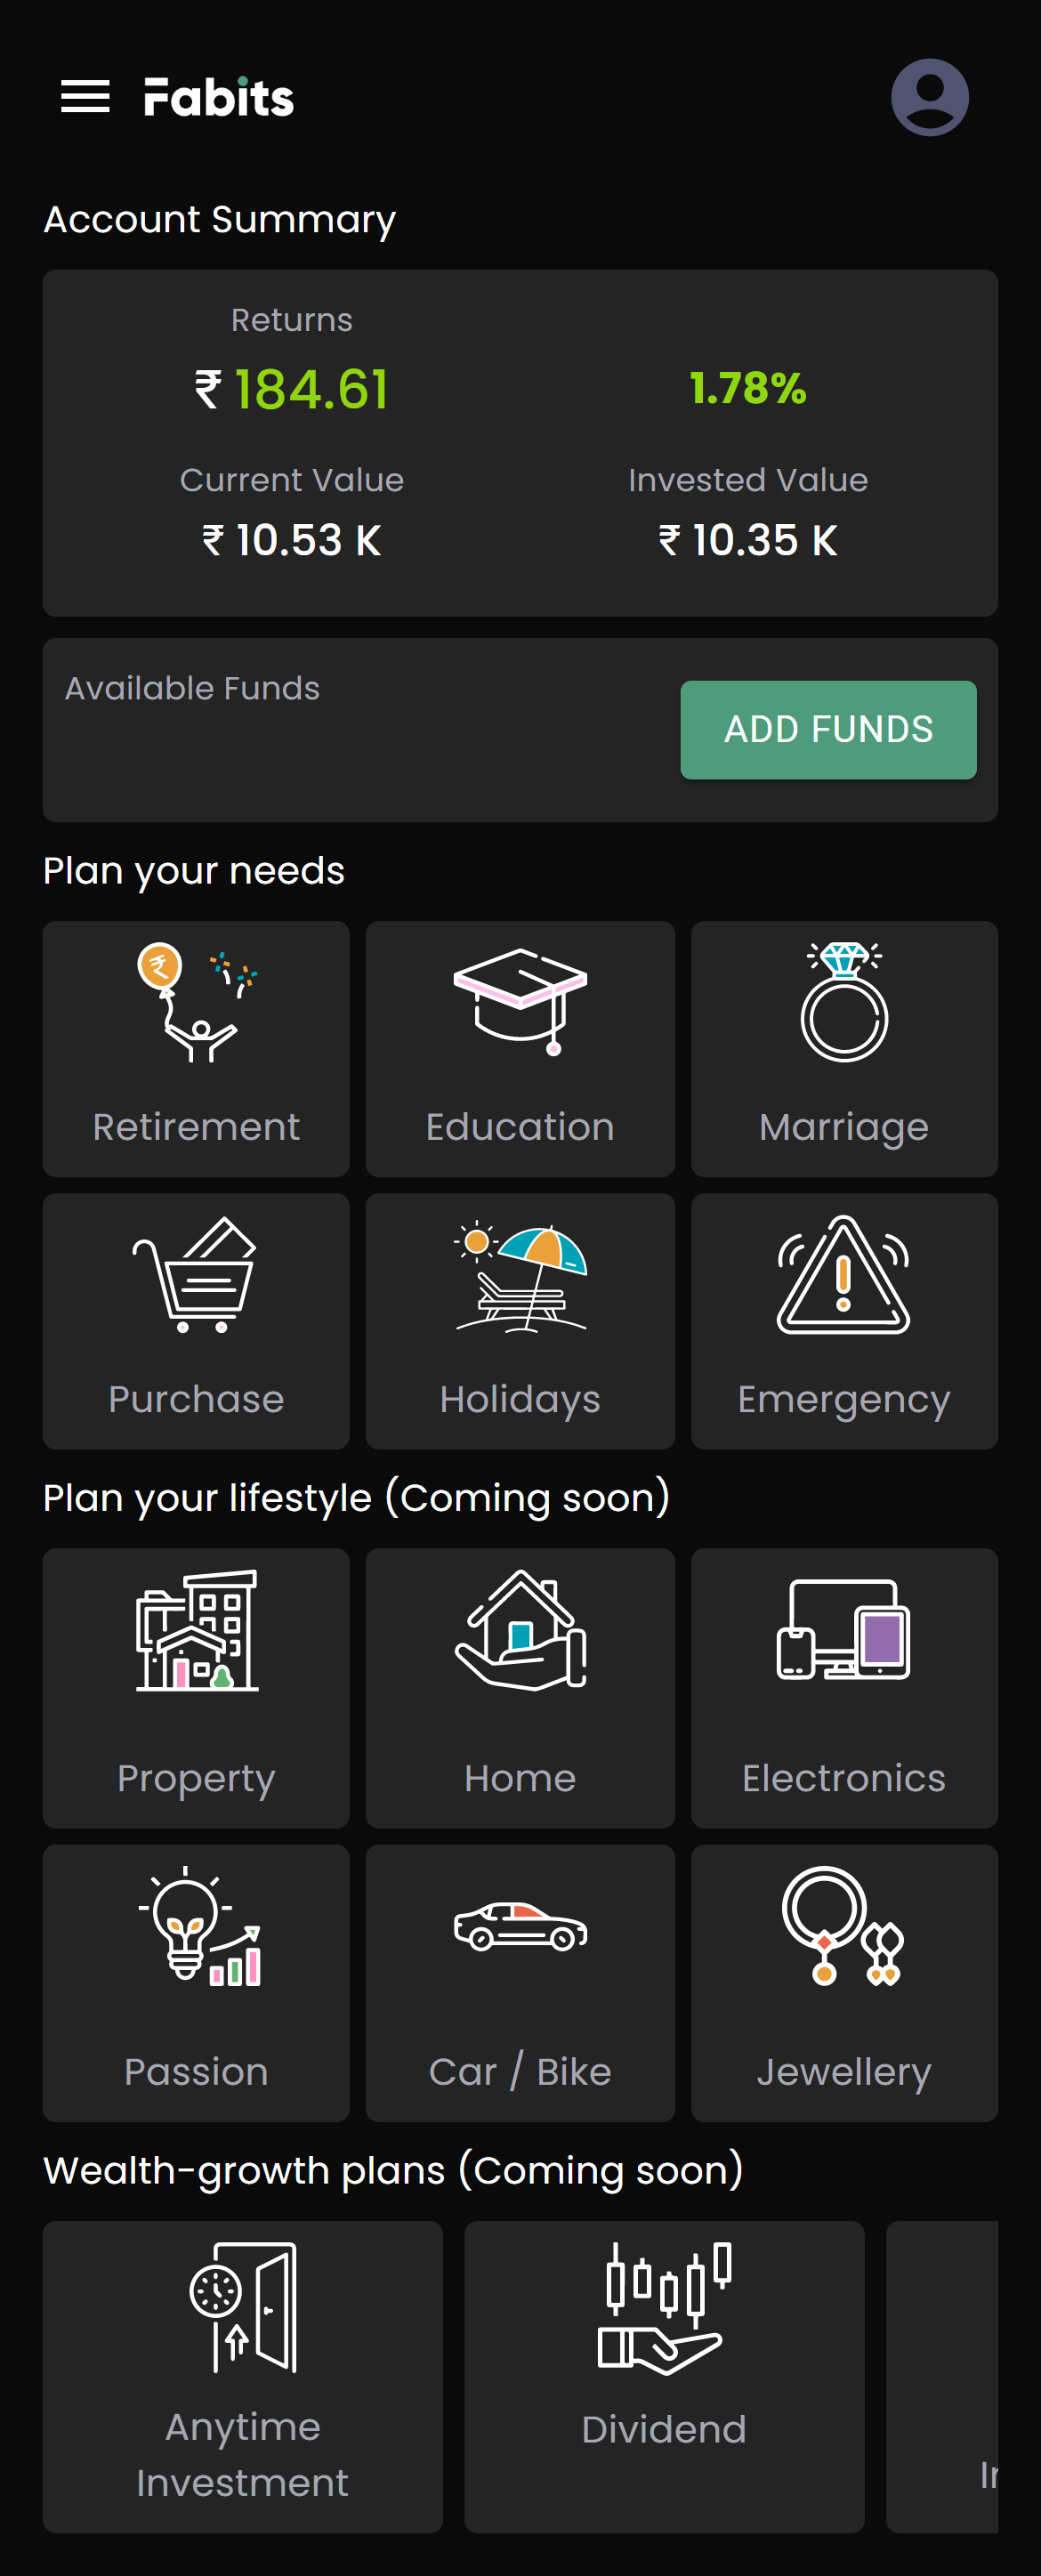 Fabits
Account Summary
Returns
₹ 184.61
1.78%
Current Value
Invested Value
₹ 10.53 K
₹ 10.35 K
Available Funds
ADD FUNDS
Plan your needs
₹
Retirement
Education
Marriage
Purchase
Holidays
Emergency
Plan your lifestyle (Coming soon)
Property
Home
Electronics
Passion
Car / Bike
Jewellery
Wealth-growth plans (Coming soon)
Anytime
Investment
Dividend